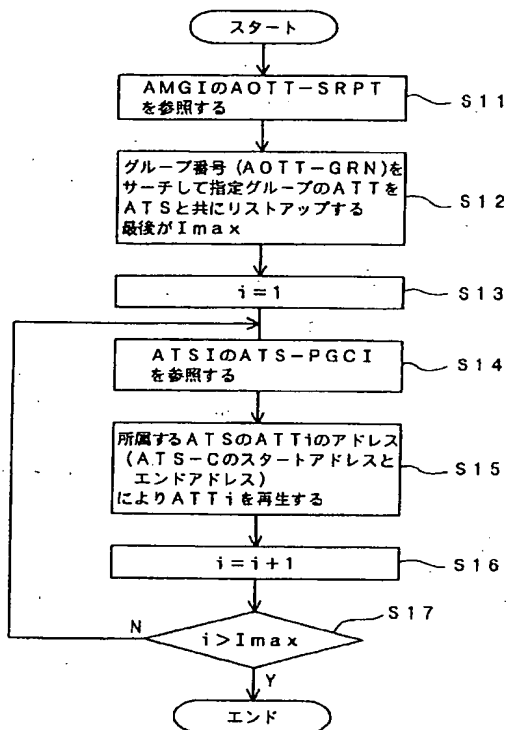 スタート
AMGIのAOTT-SRPT
を参照する
S11
グループ番号(AOTT-GRN)を
サーチして指定グループのATTを
ATSと共にリストアップする
最後がImax
S12
i=1
S13
ATSIのATS-PGCI
を参照する
S14
所属するATSのATTiのアドレス
(ATS-Cのスタートアドレスと
エンドアドレス)
によりATTiを再生する
S15
i=i+1
S16
i>Imax
S17
N
Y
エンド